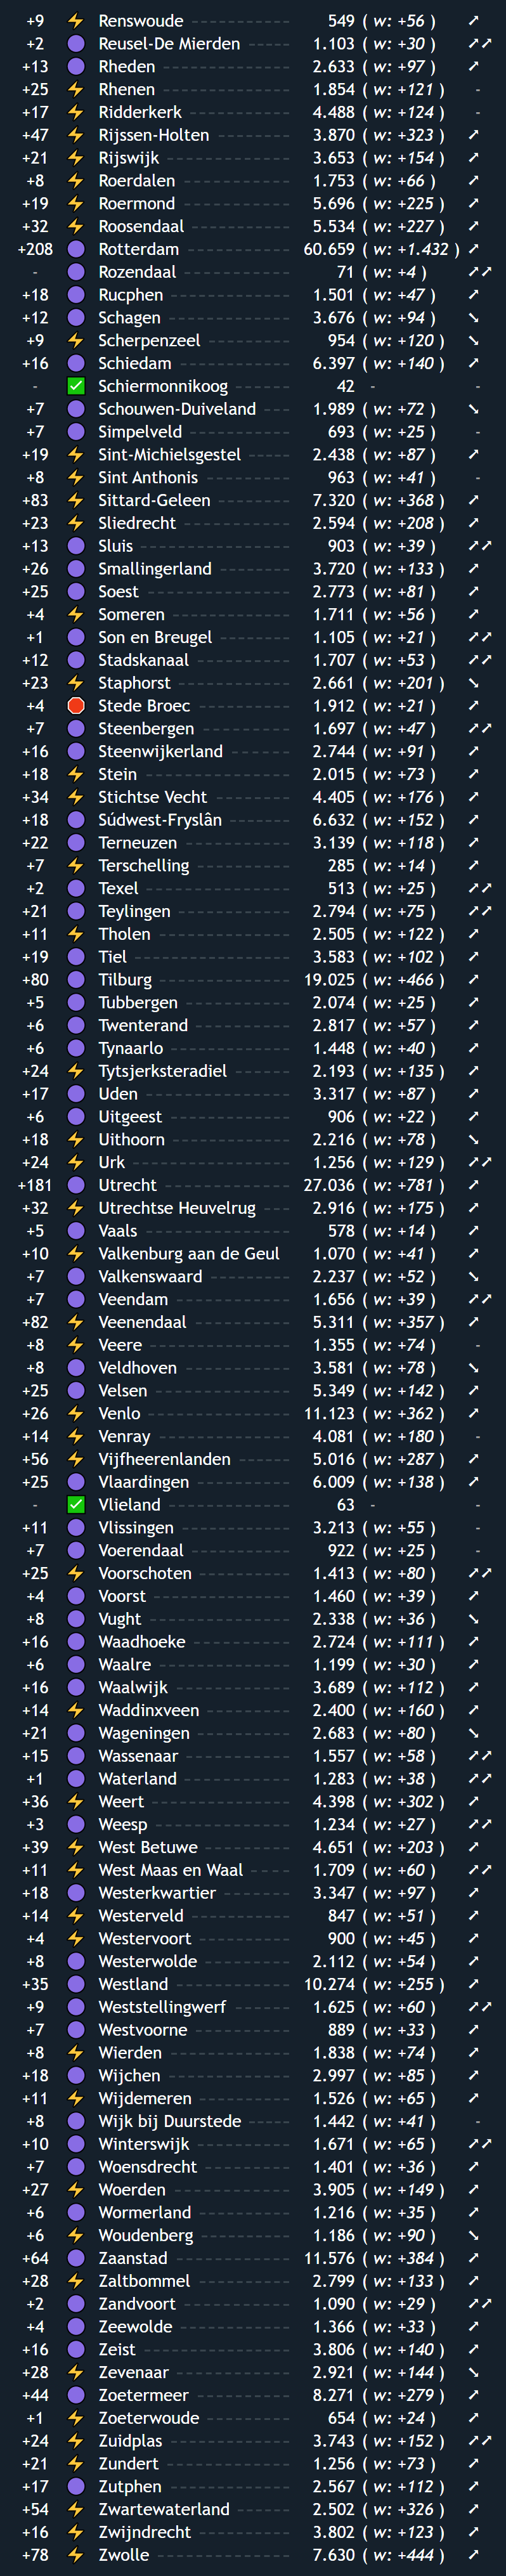 +9 ⚡ Renswoude ---------- 549 ( w: +56 ) ➚
+2 🟣 Reusel-De Mierden ----- 1.103 ( w: +30 ) ➚➚
+13 🟣 Rheden ------------ 2.633 ( w: +97 ) ➚
+25 ⚡ Rhenen ------------ 1.854 ( w: +121 ) -
+17 ⚡ Ridderkerk ---------- 4.488 ( w: +124 ) -
+47 ⚡ Rijssen-Holten -------- 3.870 ( w: +323 ) ➚
+21 ⚡ Rijswijk ------------ 3.653 ( w: +154 ) ➚
+8 ⚡ Roerdalen ---------- 1.753 ( w: +66 ) ➚
+19 ⚡ Roermond ---------- 5.696 ( w: +225 ) ➚
+32 ⚡ Roosendaal --------- 5.534 ( w: +227 ) ➚
+208 🟣 Rotterdam ---------- 60.659 ( w: +1.432 ) ➚
- 🟣 Rozendaal ---------- 71 ( w: +4 ) ➚➚
+18 🟣 Rucphen ----------- 1.501 ( w: +47 ) ➚
+12 🟣 Schagen ----------- 3.676 ( w: +94 ) ➘
+9 ⚡ Scherpenzeel -------- 954 ( w: +120 ) ➘
+16 🟣 Schiedam ---------- 6.397 ( w: +140 ) ➚
- ✅ Schiermonnikoog ------ 42 - -
+7 🟣 Schouwen-Duiveland --- 1.989 ( w: +72 ) ➘
+7 🟣 Simpelveld ---------- 693 ( w: +25 ) -
+19 ⚡ Sint-Michielsgestel ---- 2.438 ( w: +87 ) ➚
+8 ⚡ Sint Anthonis -------- 963 ( w: +41 ) -
+83 ⚡ Sittard-Geleen ------- 7.320 ( w: +368 ) ➚
+23 ⚡ Sliedrecht ---------- 2.594 ( w: +208 ) ➚
+13 🟣 Sluis -------------- 903 ( w: +39 ) ➚➚
+26 🟣 Smallingerland ------- 3.720 ( w: +133 ) ➚
+25 🟣 Soest -------------- 2.773 ( w: +81 ) ➚
+4 ⚡ Someren ----------- 1.711 ( w: +56 ) ➚
+1 🟣 Son en Breugel ------- 1.105 ( w: +21 ) ➚➚
+12 🟣 Stadskanaal --------- 1.707 ( w: +53 ) ➚➚
+23 ⚡ Staphorst ---------- 2.661 ( w: +201 ) ➘
+4 🛑 Stede Broec --------- 1.912 ( w: +21 ) ➚
+7 🟣 Steenbergen --------- 1.697 ( w: +47 ) ➚➚
+16 🟣 Steenwijkerland ------ 2.744 ( w: +91 ) ➚
+18 ⚡ Stein -------------- 2.015 ( w: +73 ) ➚
+34 ⚡ Stichtse Vecht ------- 4.405 ( w: +176 ) ➚
+18 🟣 Súdwest-Fryslân ------ 6.632 ( w: +152 ) ➚
+22 🟣 Terneuzen ---------- 3.139 ( w: +118 ) ➚
+7 ⚡ Terschelling --------- 285 ( w: +14 ) ➚
+2 🟣 Texel -------------- 513 ( w: +25 ) ➚➚
+21 🟣 Teylingen ---------- 2.794 ( w: +75 ) ➚➚
+11 ⚡ Tholen ------------ 2.505 ( w: +122 ) ➚
+19 🟣 Tiel --------------- 3.583 ( w: +102 ) ➚
+80 🟣 Tilburg ------------ 19.025 ( w: +466 ) ➚
+5 🟣 Tubbergen ---------- 2.074 ( w: +25 ) ➚
+6 🟣 Twenterand --------- 2.817 ( w: +57 ) ➚
+6 🟣 Tynaarlo ----------- 1.448 ( w: +40 ) ➚
+24 ⚡ Tytsjerksteradiel ----- 2.193 ( w: +135 ) ➚
+17 🟣 Uden -------------- 3.317 ( w: +87 ) ➚
+6 🟣 Uitgeest ----------- 906 ( w: +22 ) ➚
+18 ⚡ Uithoorn ----------- 2.216 ( w: +78 ) ➘
+24 ⚡ Urk --------------- 1.256 ( w: +129 ) ➚➚
+181 🟣 Utrecht ----------- 27.036 ( w: +781 ) ➚
+32 ⚡ Utrechtse Heuvelrug --- 2.916 ( w: +175 ) ➚
+5 🟣 Vaals -------------- 578 ( w: +14 ) ➚
+10 ⚡ Valkenburg aan de Geul 1.070 ( w: +41 ) ➚
+7 🟣 Valkenswaard -------- 2.237 ( w: +52 ) ➘
+7 🟣 Veendam ----------- 1.656 ( w: +39 ) ➚➚
+82 ⚡ Veenendaal --------- 5.311 ( w: +357 ) ➚
+8 ⚡ Veere -------------- 1.355 ( w: +74 ) -
+8 🟣 Veldhoven ---------- 3.581 ( w: +78 ) ➘
+25 🟣 Velsen ------------ 5.349 ( w: +142 ) ➚
+26 ⚡ Venlo -------------- 11.123 ( w: +362 ) ➚
+14 ⚡ Venray ------------ 4.081 ( w: +180 ) -
+56 ⚡ Vijfheerenlanden ----- 5.016 ( w: +287 ) ➚
+25 🟣 Vlaardingen --------- 6.009 ( w: +138 ) ➚
- ✅ Vlieland ----------- 63 - -
+11 🟣 Vlissingen ---------- 3.213 ( w: +55 ) -
+7 🟣 Voerendaal --------- 922 ( w: +25 ) -
+25 ⚡ Voorschoten --------- 1.413 ( w: +80 ) ➚➚
+4 🟣 Voorst ------------- 1.460 ( w: +39 ) ➚
+8 🟣 Vught ------------- 2.338 ( w: +36 ) ➘
+16 🟣 Waadhoeke --------- 2.724 ( w: +111 ) ➚
+6 🟣 Waalre ------------ 1.199 ( w: +30 ) ➚
+16 🟣 Waalwijk ----------- 3.689 ( w: +112 ) ➚
+14 ⚡ Waddinxveen -------- 2.400 ( w: +160 ) ➚
+21 🟣 Wageningen --------- 2.683 ( w: +80 ) ➘
+15 🟣 Wassenaar ---------- 1.557 ( w: +58 ) ➚➚
+1 🟣 Waterland ---------- 1.283 ( w: +38 ) ➚➚
+36 ⚡ Weert ------------- 4.398 ( w: +302 ) ➚
+3 🟣 Weesp ------------- 1.234 ( w: +27 ) ➚➚
+39 ⚡ West Betuwe -------- 4.651 ( w: +203 ) ➚
+11 ⚡ West Maas en Waal ---- 1.709 ( w: +60 ) ➚➚
+18 🟣 Westerkwartier ------- 3.347 ( w: +97 ) ➚
+14 ⚡ Westerveld ---------- 847 ( w: +51 ) ➚
+4 ⚡ Westervoort --------- 900 ( w: +45 ) ➚
+8 🟣 Westerwolde -------- 2.112 ( w: +54 ) ➚
+35 🟣 Westland ----------- 10.274 ( w: +255 ) ➚
+9 🟣 Weststellingwerf ------ 1.625 ( w: +60 ) ➚➚
+7 🟣 Westvoorne --------- 889 ( w: +33 ) ➚
+8 ⚡ Wierden ----------- 1.838 ( w: +74 ) ➚
+18 🟣 Wijchen ------------ 2.997 ( w: +85 ) ➚
+11 ⚡ Wijdemeren --------- 1.526 ( w: +65 ) ➚
+8 🟣 Wijk bij Duurstede ---- 1.442 ( w: +41 ) -
+10 🟣 Winterswijk --------- 1.671 ( w: +65 ) ➚➚
+7 🟣 Woensdrecht -------- 1.401 ( w: +36 ) ➚
+27 ⚡ Woerden ----------- 3.905 ( w: +149 ) ➚
+6 🟣 Wormerland --------- 1.216 ( w: +35 ) ➚
+6 ⚡ Woudenberg --------- 1.186 ( w: +90 ) ➘
+64 🟣 Zaanstad ----------- 11.576 ( w: +384 ) ➚
+28 ⚡ Zaltbommel --------- 2.799 ( w: +133 ) ➚
+2 🟣 Zandvoort ---------- 1.090 ( w: +29 ) ➚➚
+4 🟣 Zeewolde ---------- 1.366 ( w: +33 ) ➚
+16 🟣 Zeist -------------- 3.806 ( w: +140 ) ➚
+28 ⚡ Zevenaar ----------- 2.921 ( w: +144 ) ➘
+44 🟣 Zoetermeer --------- 8.271 ( w: +279 ) ➚
+1 ⚡ Zoeterwoude -------- 654 ( w: +24 ) ➚
+24 ⚡ Zuidplas ----------- 3.743 ( w: +152 ) ➚➚
+21 ⚡ Zundert ----------- 1.256 ( w: +73 ) ➚
+17 🟣 Zutphen ----------- 2.567 ( w: +112 ) ➚
+54 ⚡ Zwartewaterland ------ 2.502 ( w: +326 ) ➚
+16 ⚡ Zwijndrecht --------- 3.802 ( w: +123 ) ➚
+78 ⚡ Zwolle ------------- 7.630 ( w: +444 ) ➚